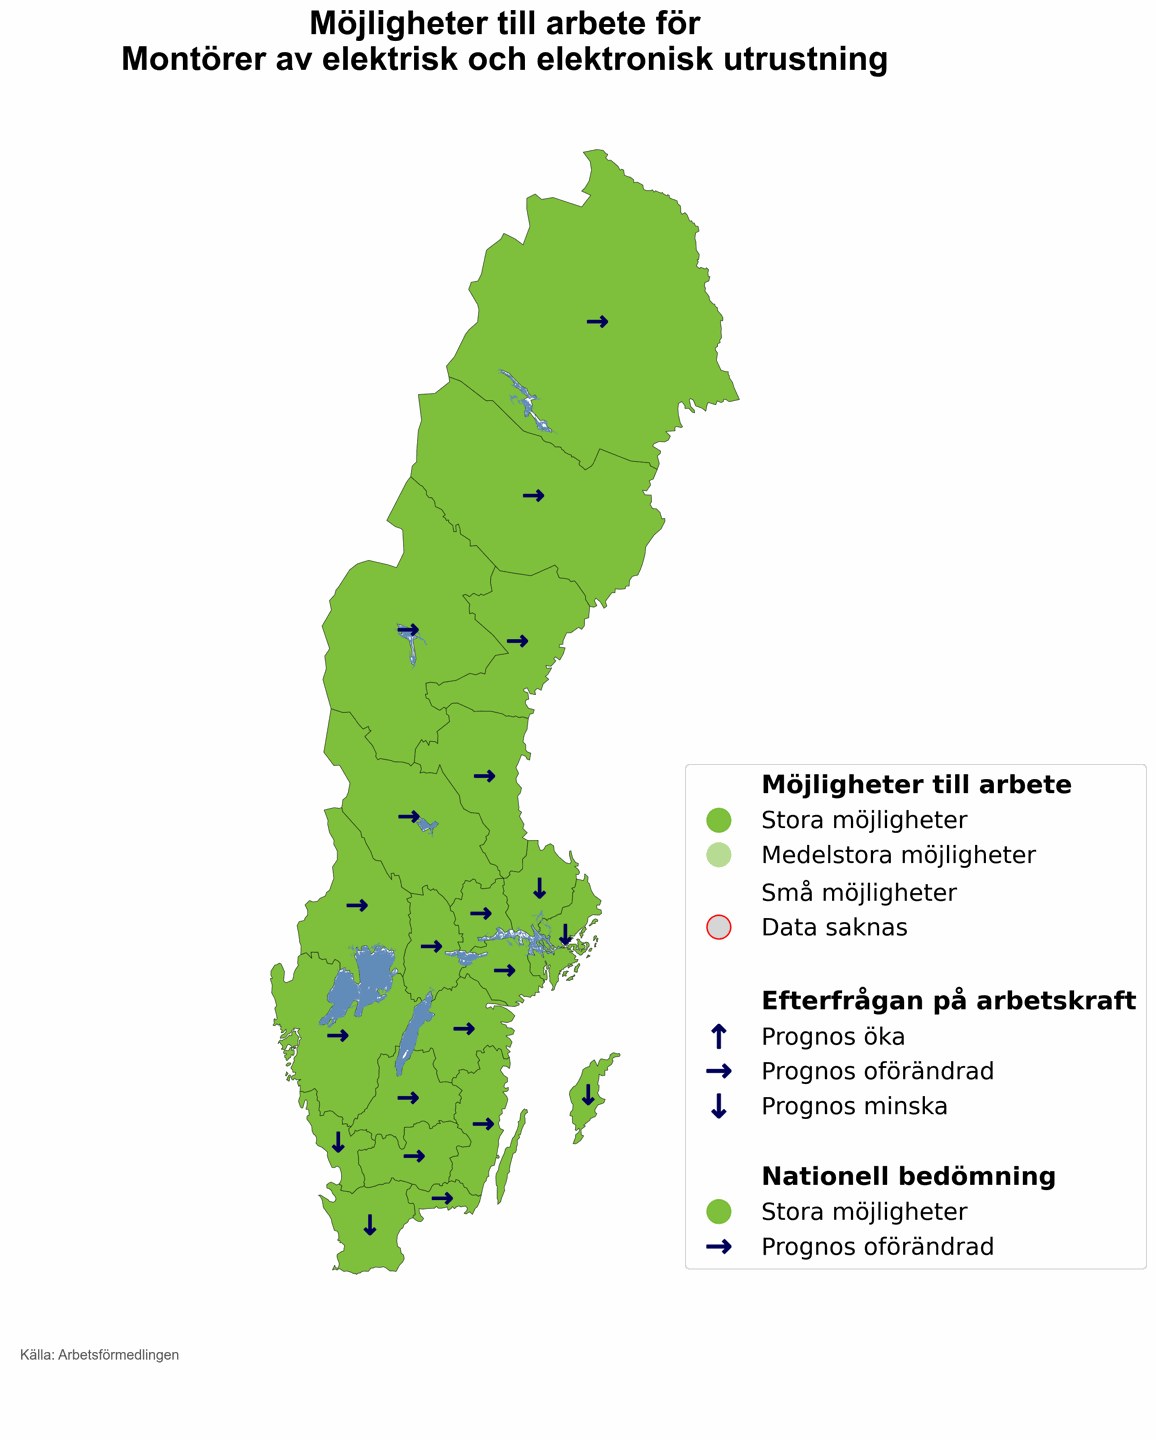 Möjligheter till arbete för
Montörer av elektrisk och elektronisk utrustning
Möjligheter till arbete
Stora möjligheter
Medelstora möjligheter
Små möjligheter
Data saknas
Efterfrågan på arbetskraft
Prognos öka
Prognos oförändrad
Prognos minska
Nationell bedömning
Stora möjligheter
Prognos oförändrad
Källa: Arbetsförmedlingen